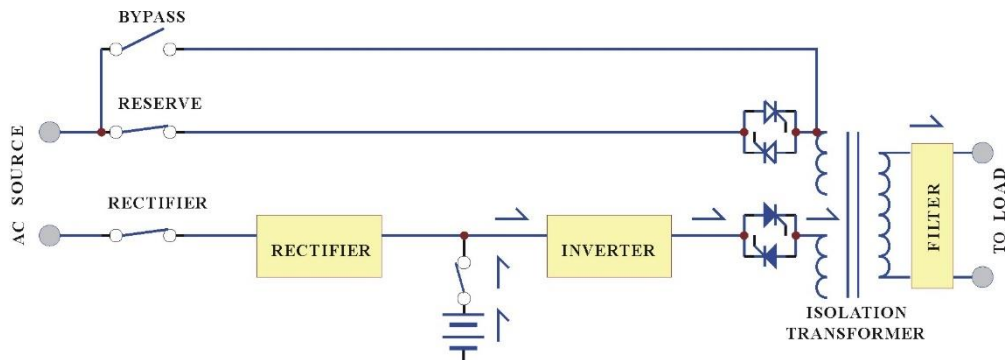 BYPASS
RESERVE
AC SOURCE
RECTIFIER
RECTIFIER
INVERTER
FILTER
TO LOAD
ISOLATION
TRANSFORMER